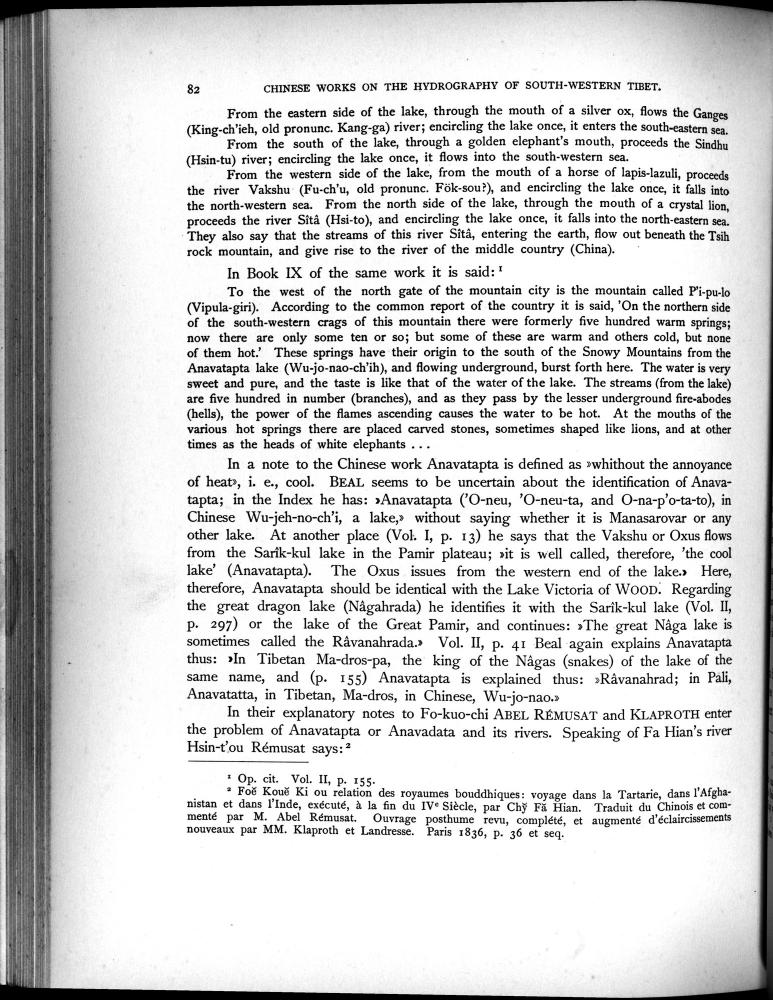 82 CHINESE WORKS ON THE HYDROGRAPHY OF SOUTH-WESTERN TIBET.
From the eastern side of the lake, through the mouth of a silver ox, flows the Ganges
(King-ch'ieh, old pronunc. Kang-ga) river; encircling the lake once, it enters the south-eastern sea.
From the south of the lake, through a golden elephant's mouth, proceeds the Sindhu
(Hsin-tu) river; encircling the lake once, it flows into the south-western sea.
From the western side of the lake, from the mouth of a horse of lapis-lazuli, proceeds
the river Vakshu (Fu-ch'u, old pronunc. Fök-sou?), and encircling the lake once, it falls into
the north-western sea. From the north side of the lake, through the mouth of a crystal lion,
proceeds the river Sîtâ (Hsi-to), and encircling the lake once, it falls into the north-eastern sea.
They also say that the streams of this river Sîtâ, entering the earth, flow out beneath the Tsih
rock mountain, and give rise to the river of the middle country (China).
In Book IX of the same work it is said: ¹
To the west of the north gate of the mountain city is the mountain called P'i-pu-lo
(Vipula-giri). According to the common report of the country it is said, 'On the northern side
of the south-western crags of this mountain there were formerly five hundred warm springs;
now there are only some ten or so; but some of these are warm and others cold, but none
of them hot.' These springs have their origin to the south of the Snowy Mountains from the
Anavatapta lake (Wu-jo-nao-ch'ih), and flowing underground, burst forth here. The water is very
sweet and pure, and the taste is like that of the water of the lake. The streams (from the lake)
are five hundred in number (branches), and as they pass by the lesser underground fire-abodes
(hells), the power of the flames ascending causes the water to be hot. At the mouths of the
various hot springs there are placed carved stones, sometimes shaped like lions, and at other
times as the heads of white elephants ...
In a note to the Chinese work Anavatapta is defined as »whithout the annoyance
of heat», i. e., cool. BEAL seems to be uncertain about the identification of Anava-
tapta; in the Index he has: »Anavatapta ('O-neu, 'O-neu-ta, and O-na-p'o-ta-to), in
Chinese Wu-jeh-no-ch'i, a lake,» without saying whether it is Manasarovar or any
other lake. At another place (Vol. I, p. 13) he says that the Vakshu or Oxus flows
from the Sarîk-kul lake in the Pamir plateau; »it is well called, therefore, 'the cool
lake' (Anavatapta). The Oxus issues from the western end of the lake.» Here,
therefore, Anavatapta should be identical with the Lake Victoria of WOOD. Regarding
the great dragon lake (Nâgahrada) he identifies it with the Sarîk-kul lake (Vol. II,
p. 297) or the lake of the Great Pamir, and continues: »The great Nâga lake is
sometimes called the Râvanahrada.» Vol. II, p. 41 Beal again explains Anavatapta
thus: »In Tibetan Ma-dros-pa, the king of the Nâgas (snakes) of the lake of the
same name, and (p. 155) Anavatapta is explained thus: »Râvanahrad; in Pali,
Anavatatta, in Tibetan, Ma-dros, in Chinese, Wu-jo-nao.»
In their explanatory notes to Fo-kuo-chi ABEL RÉMUSAT and KLAPROTH enter
the problem of Anavatapta or Anavadata and its rivers. Speaking of Fa Hian's river
Hsin-t'ou Rémusat says: ²
¹ Op. cit. Vol. II, p. 155.
² Foĕ Kouĕ Ki ou relation des royaumes bouddhiques: voyage dans la Tartarie, dans l'Afgha-
nistan et dans l'Inde, exécuté, à la fin du IVᵉ Siècle, par Chy̆ Fă Hian. Traduit du Chinois et com-
menté par M. Abel Rémusat. Ouvrage posthume revu, complété, et augmenté d'éclaircissements
nouveaux par MM. Klaproth et Landresse. Paris 1836, p. 36 et seq.